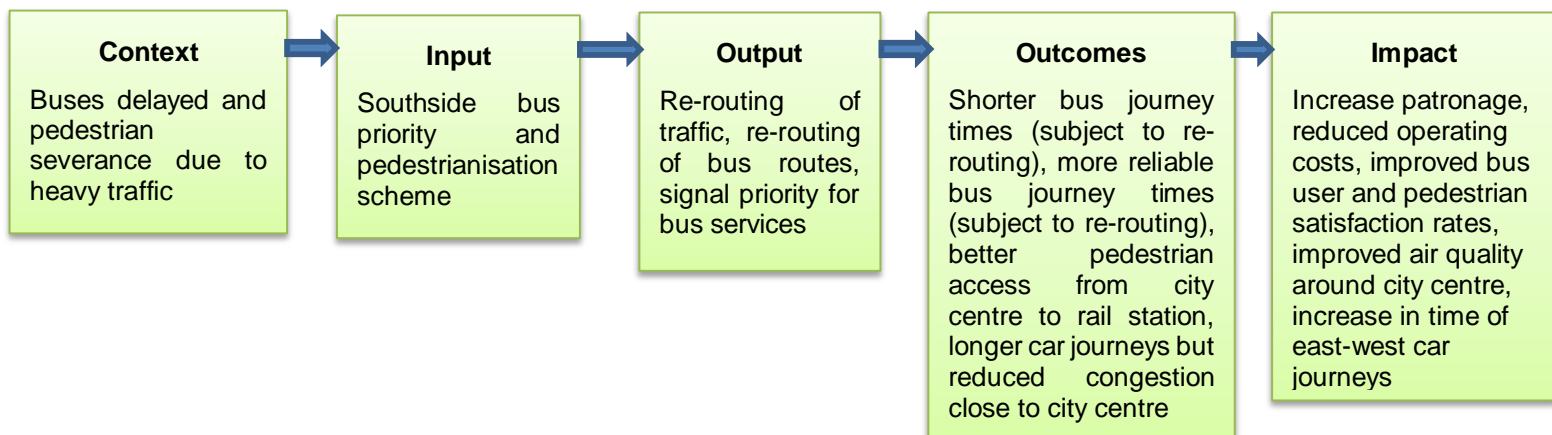 Context
Buses delayed and
pedestrian
severance due to
heavy traffic
Input
Southside bus
priority and
pedestrianisation
scheme
Output
Re-routing of
traffic, re-routing
of bus routes,
signal priority for
bus services
Outcomes
Shorter bus journey
times (subject to re-
routing), more reliable
bus journey times
(subject to re-routing),
better pedestrian
access from city
centre to rail station,
longer car journeys but
reduced congestion
close to city centre
Impact
Increase patronage,
reduced operating
costs, improved bus
user and pedestrian
satisfaction rates,
improved air quality
around city centre,
increase in time of
east-west car
journeys